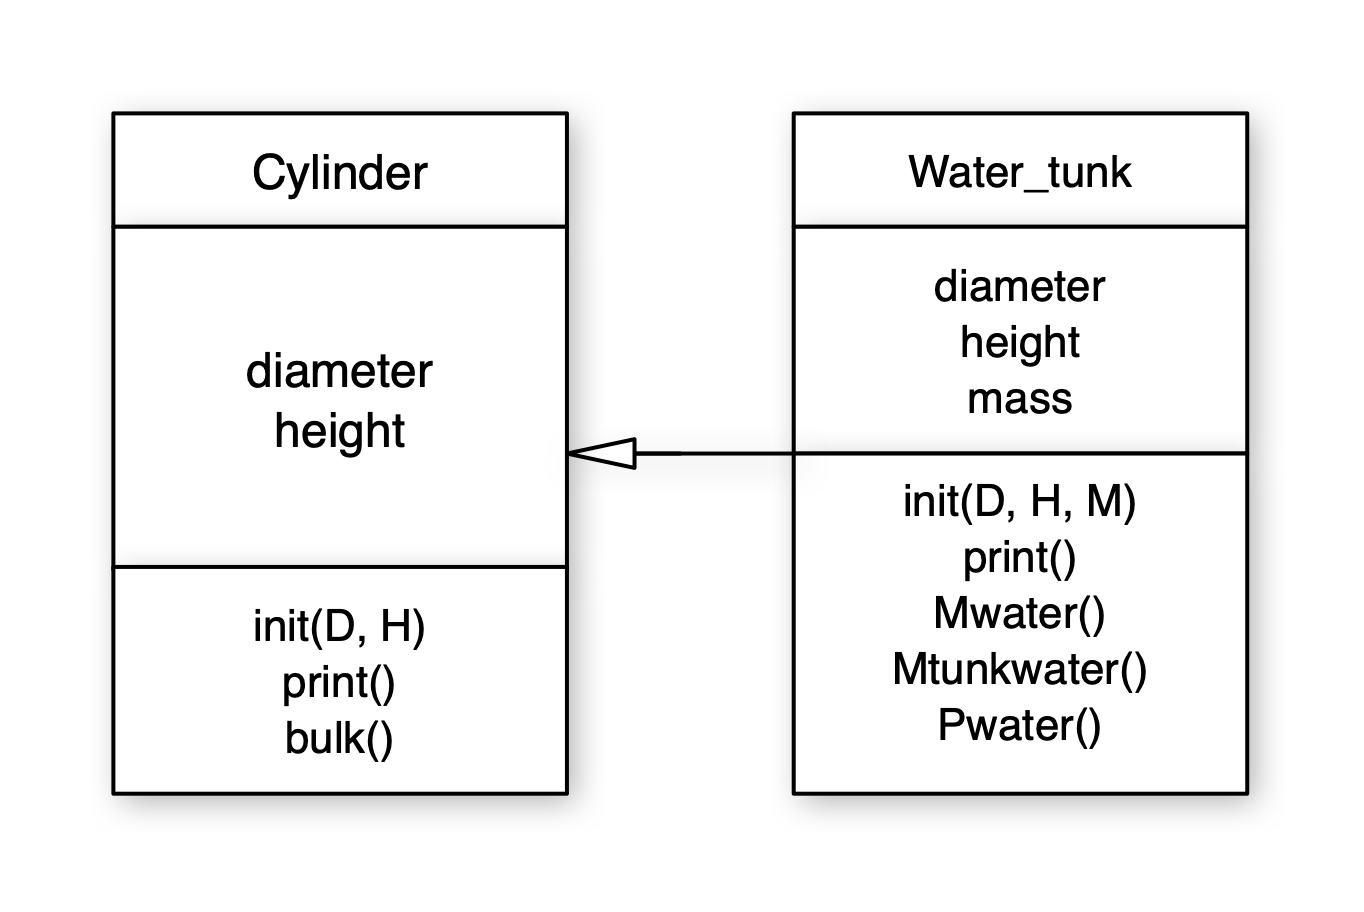 Cylinder
diameter
height
init(D, H)
print()
bulk()
Water_tunk
diameter
height
mass
init(D, H, M)
print()
Mwater()
Mtunkwater()
Pwater()